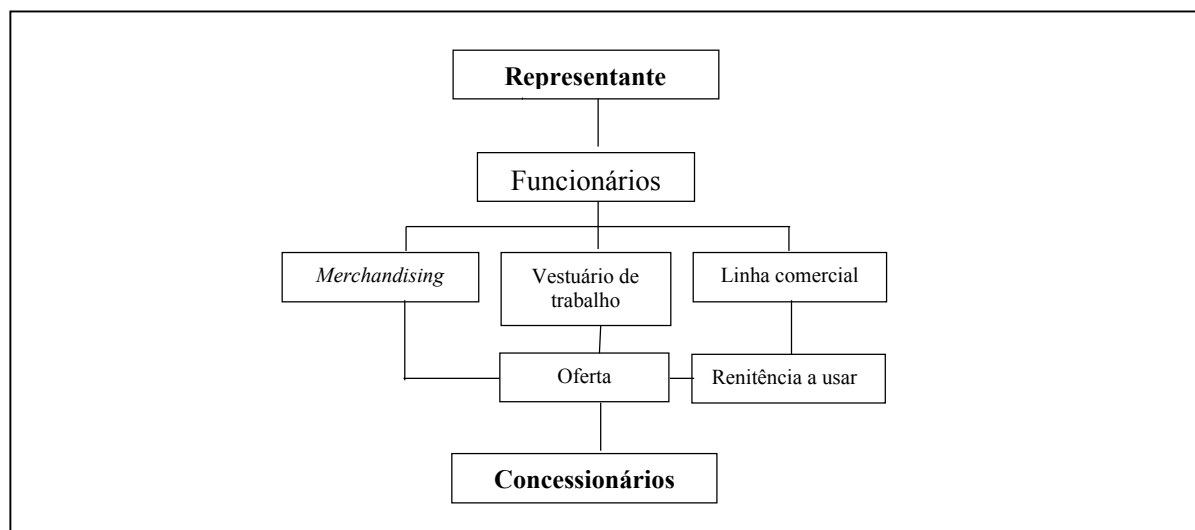 Representante
Funcionários
Merchandising
Vestuário de
trabalho
Linha comercial
Oferta
Renitência a usar
Concessionários